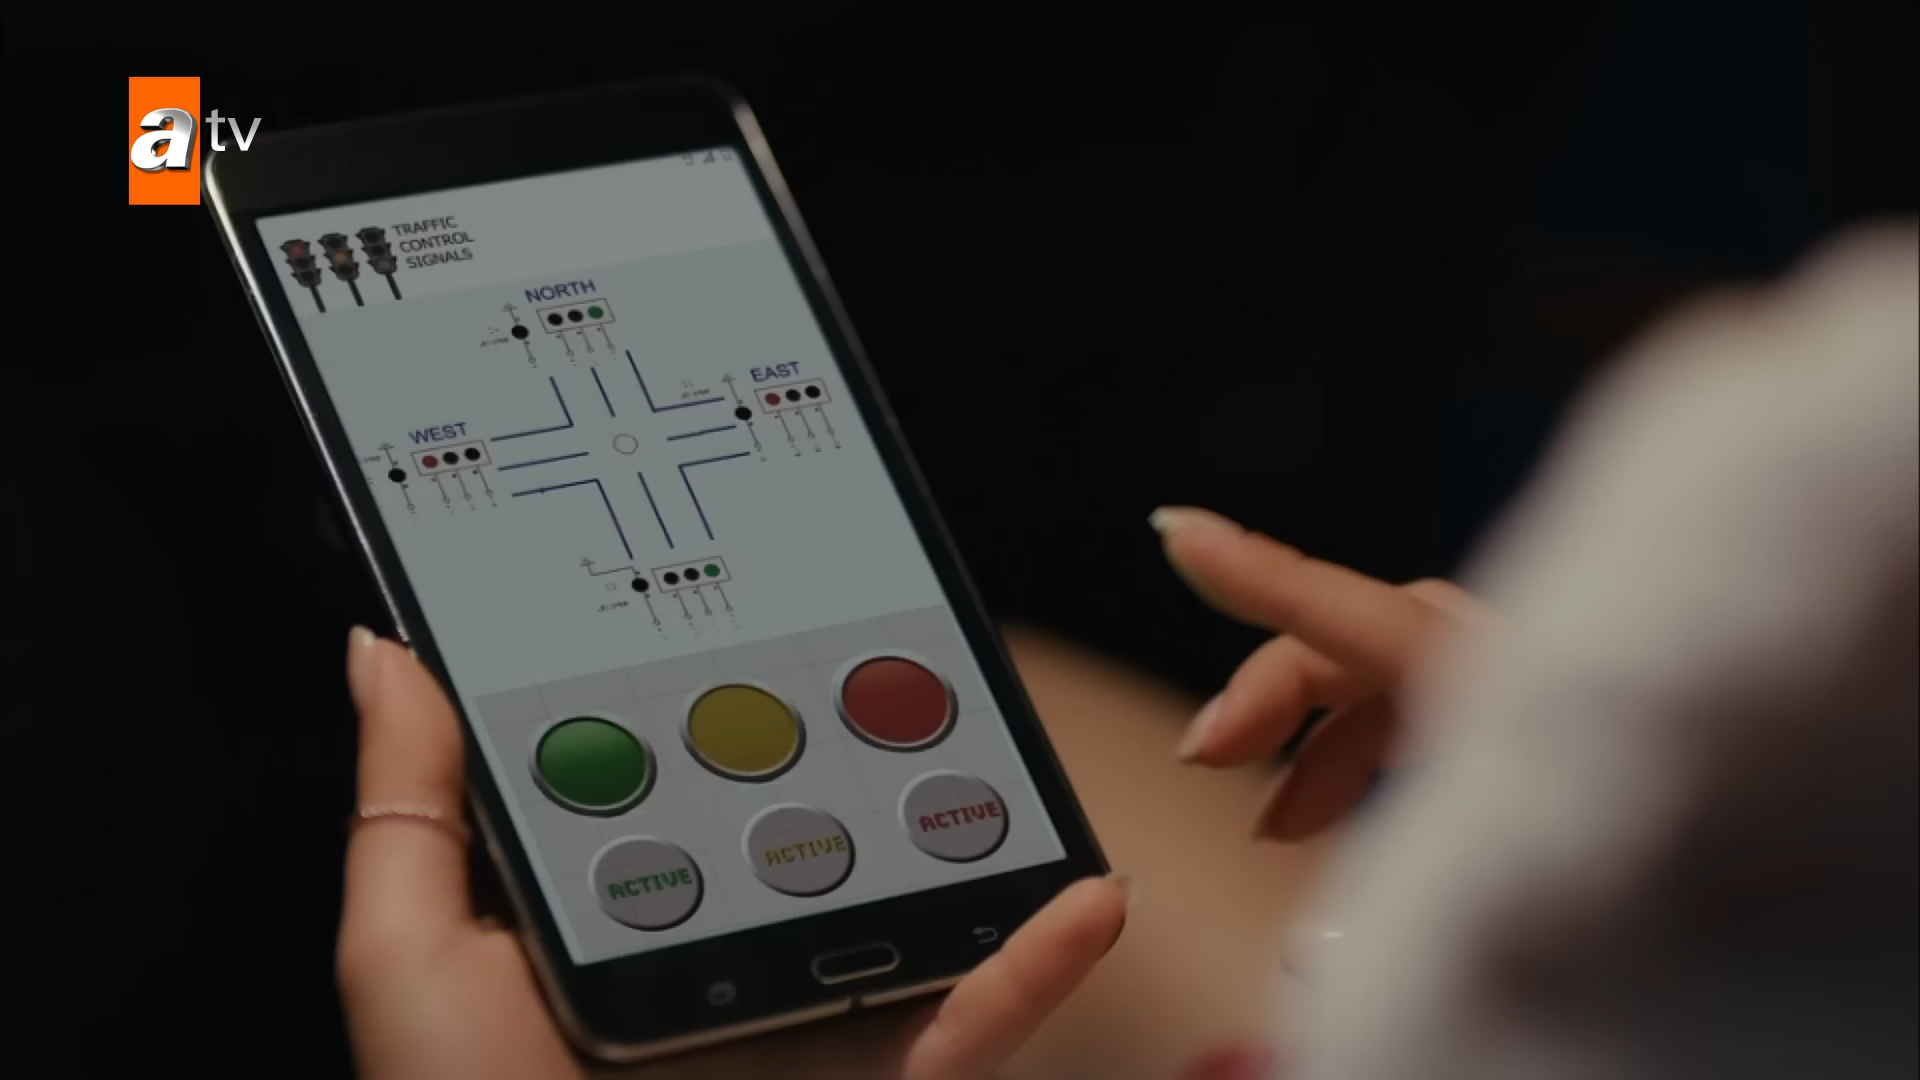 atv
TRAFFIC
CONTROL
SIGNALS
NORTH
EAST
WEST
ACTIVE
ACTIVE
ACTIVE